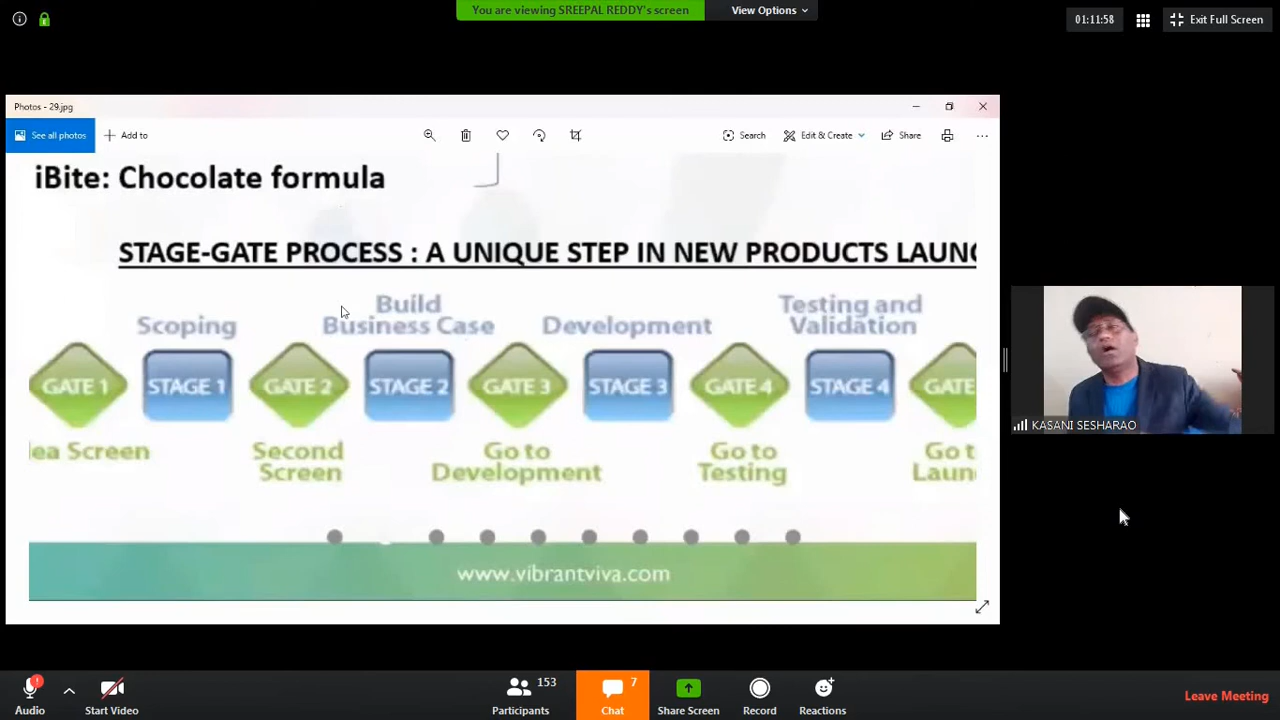 You are viewing SREEPAL REDDY's screen
View Options
01:11:58
Exit Full Screen
Photos - 29.jpg
See all photos
Add to
Search
Edit & Create
Share
iBite: Chocolate formula
STAGE-GATE PROCESS : A UNIQUE STEP IN NEW PRODUCTS LAUNC
Scoping
Build
Business Case
Development
Testing and
Validation
GATE 1
STAGE 1
GATE 2
STAGE 2
GATE 3
STAGE 3
GATE 4
STAGE 4
GATE
ea Screen
Second
Screen
Go to
Development
Go to
Testing
Go t
Laun
www.vibrantviva.com
KASANI SESHARAO
Audio
Start Video
153
Participants
7
Chat
Share Screen
Record
Reactions
Leave Meeting